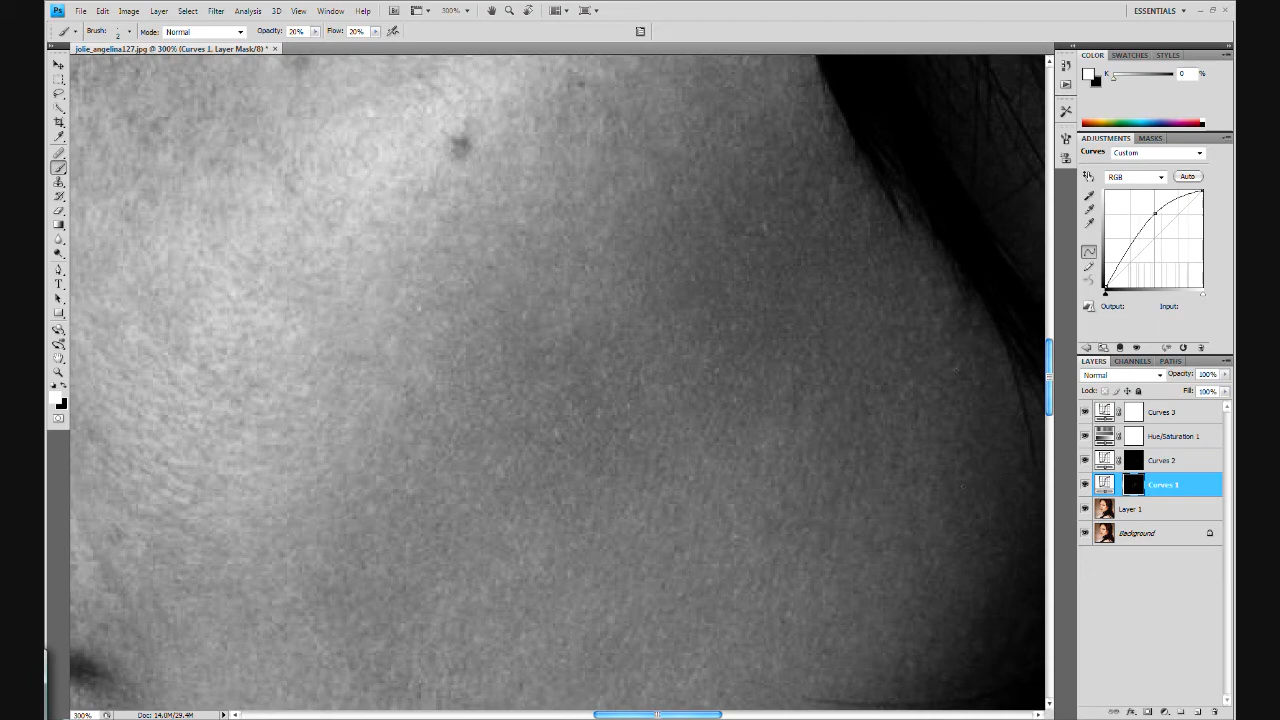 Ps File Edit Image Layer Select Filter Analysis 3D View Window Help Br 300% ESSENTIALS
Brush: 2 Mode: Normal Opacity: 20% Flow: 20%
jolie_angelina127.jpg @ 300% (Curves 1, Layer Mask/8) *
COLOR SWATCHES STYLES
K 0 %
ADJUSTMENTS MASKS
Curves Custom
RGB Auto
Output: Input:
LAYERS CHANNELS PATHS
Normal Opacity: 100%
Lock: Fill: 100%
Curves 3
Hue/Saturation 1
Curves 2
Curves 1
Layer 1
Background
300% Doc: 14.0M/29.4M